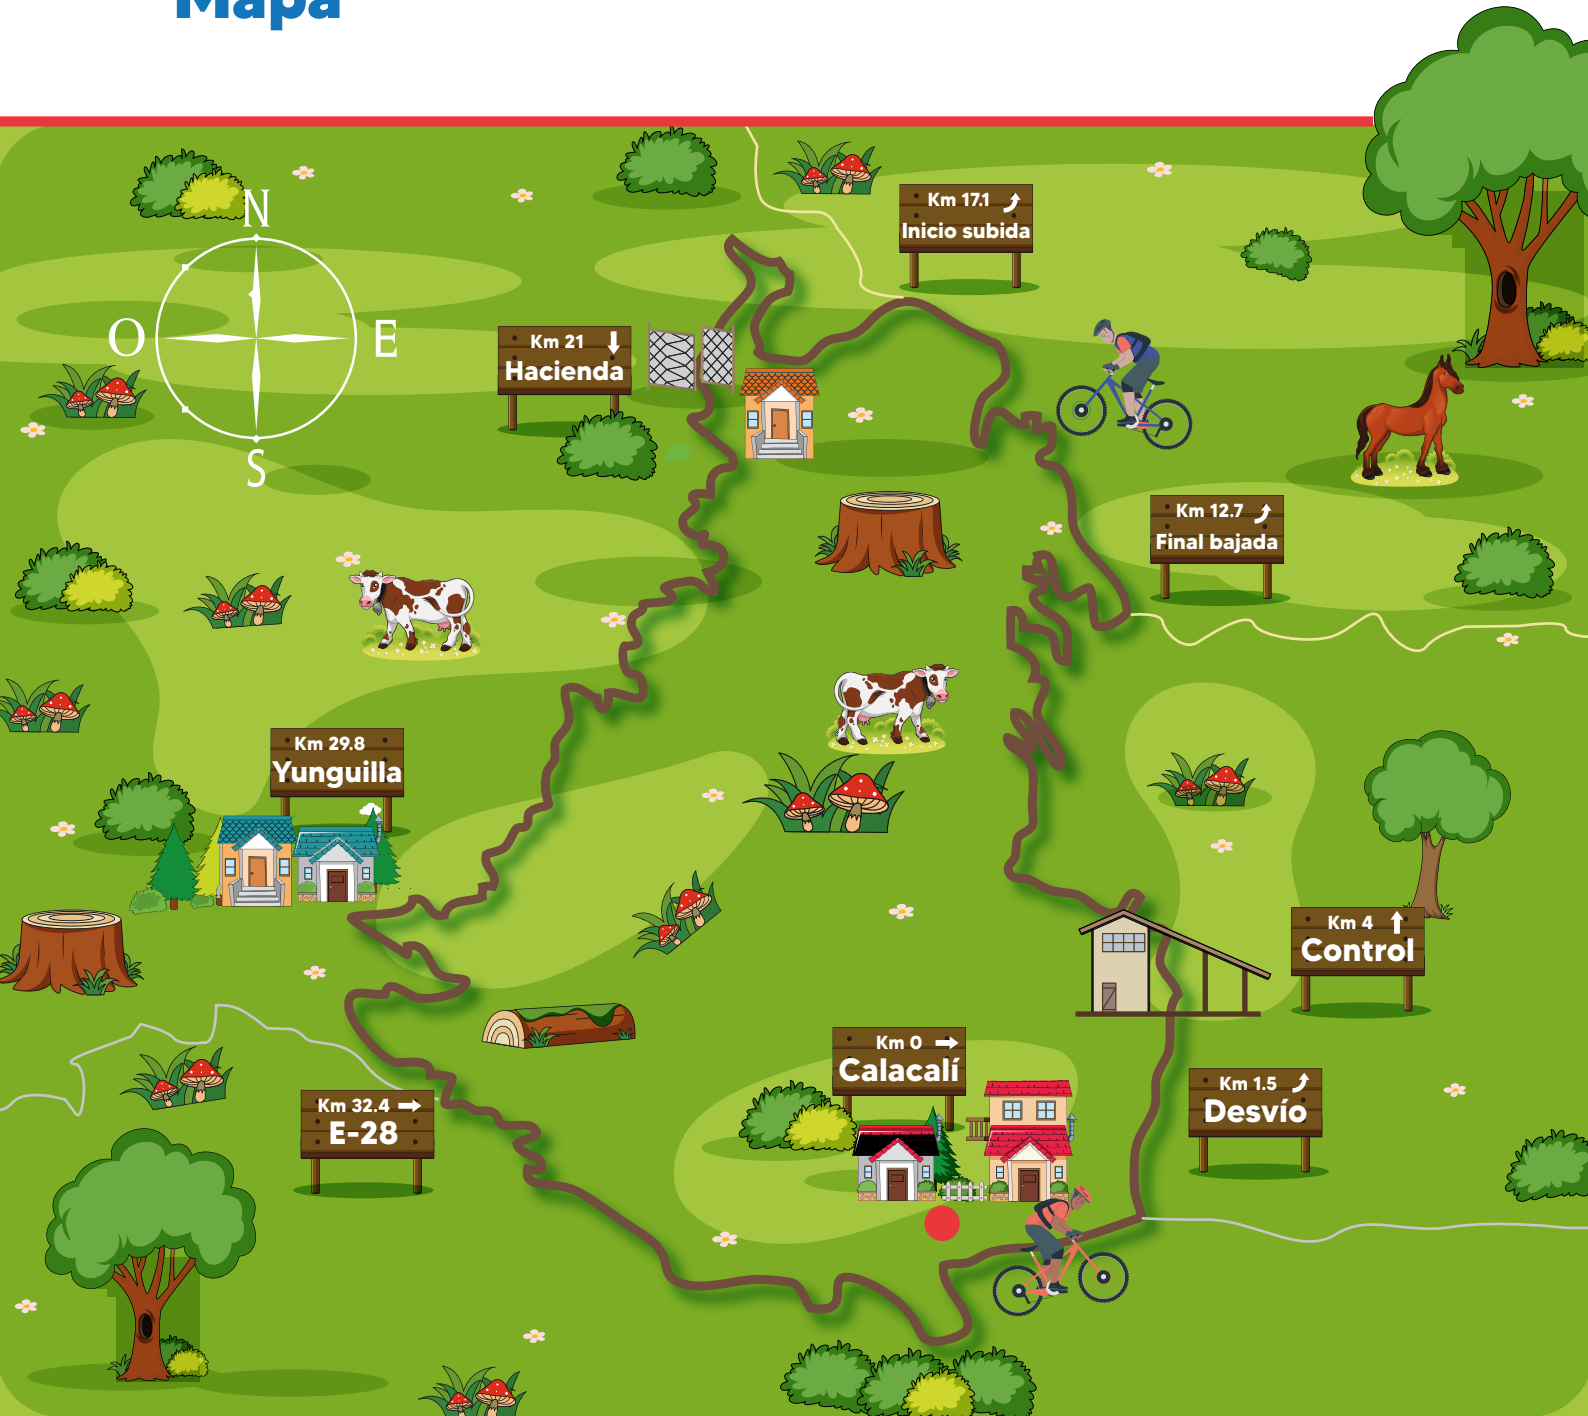 Mapa
N
O
E
S
Km 17.1
Inicio subida
Km 21
Hacienda
Km 12.7
Final bajada
Km 29.8
Yunguilla
Km 4
Control
Km 0
Calacalí
Km 1.5
Desvío
Km 32.4
E-28